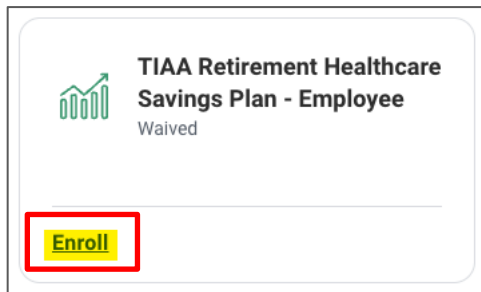 TIAA Retirement Healthcare
Savings Plan - Employee
Waived
Enroll